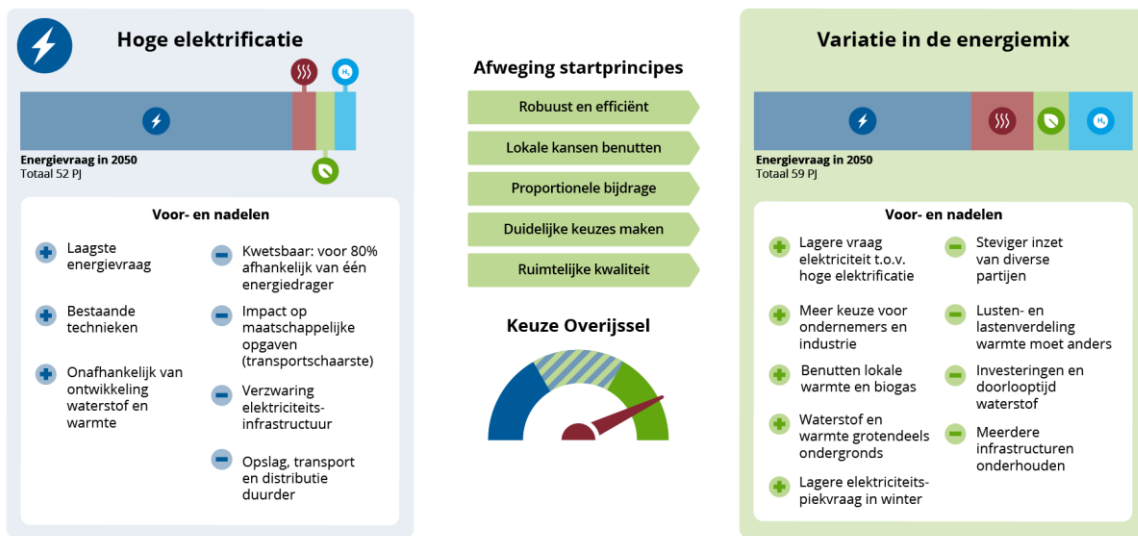 Hoge elektrificatie
H₂
Energievraag in 2050
Totaal 52 PJ
Voor- en nadelen
Laagste
energievraag
Bestaande
technieken
Onafhankelijk van
ontwikkeling
waterstof en
warmte
Kwetsbaar: voor 80%
afhankelijk van één
energiedrager
Impact op
maatschappelijke
opgaven
(transportschaarste)
Verzwaring
elektriciteits-
infrastructuur
Opslag, transport
en distributie
duurder
Afweging startprincipes
Robuust en efficiënt
Lokale kansen benutten
Proportionele bijdrage
Duidelijke keuzes maken
Ruimtelijke kwaliteit
Keuze Overijssel
Variatie in de energiemix
H₂
Energievraag in 2050
Totaal 59 PJ
Voor- en nadelen
Lagere vraag
elektriciteit t.o.v.
hoge elektrificatie
Meer keuze voor
ondernemers en
industrie
Benutten lokale
warmte en biogas
Waterstof en
warmte grotendeels
ondergronds
Lagere elektriciteits-
piekvraag in winter
Steviger inzet
van diverse
partijen
Lusten- en
lastenverdeling
warmte moet anders
Investeringen en
doorlooptijd
waterstof
Meerdere
infrastructuren
onderhouden